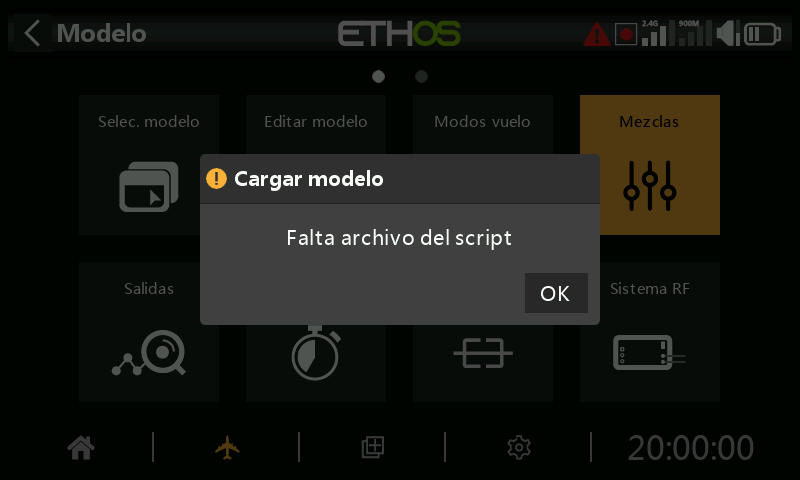 Modelo
ETHOS
2.4G
900M
Selec. modelo
Editar modelo
Modos vuelo
Mezclas
Cargar modelo
Falta archivo del script
OK
Salidas
Sistema RF
20:00:00